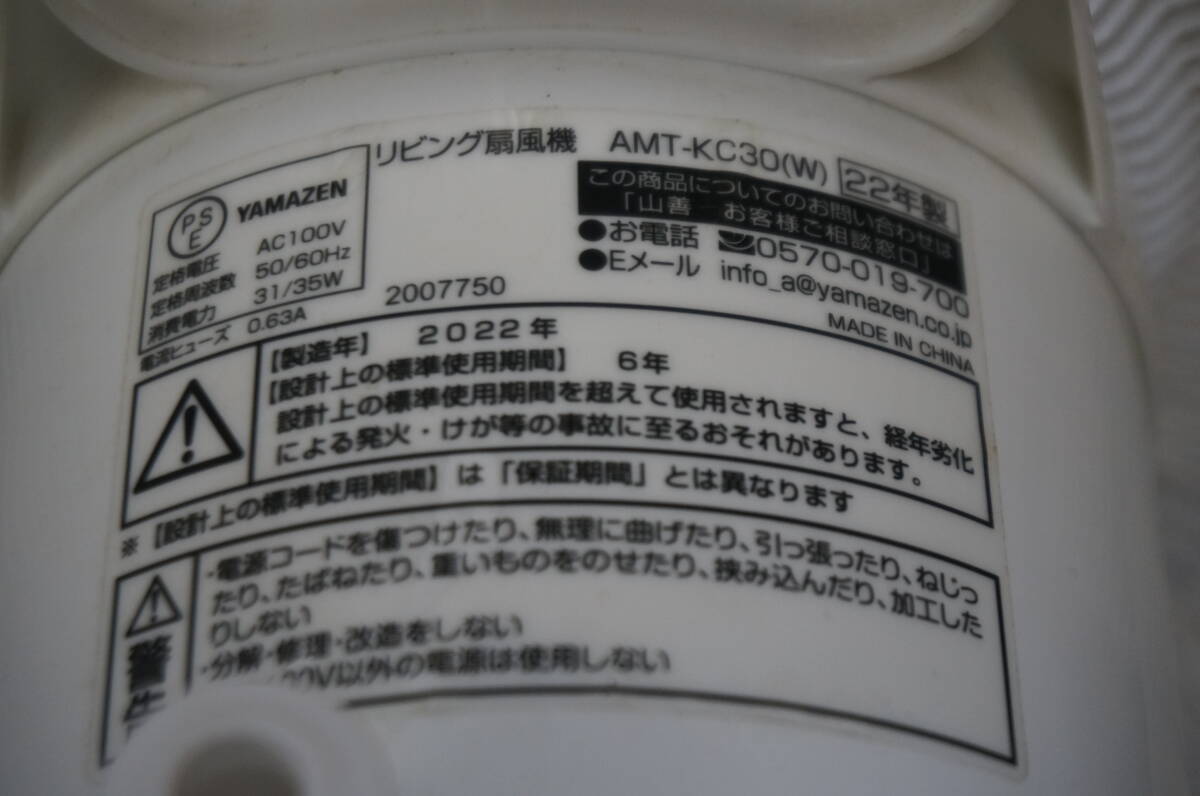 リビング扇風機 AMT-KC30(W) 22年製
PSE YAMAZEN
定格電圧 AC100V
定格周波数 50/60Hz
消費電力 31/35W
電流ヒューズ 0.63A
2007750
この商品についてのお問い合わせは
「山善 お客様ご相談窓口」
●お電話 0570-019-700
●Eメール info_a@yamazen.co.jp
MADE IN CHINA
【製造年】 2022年
【設計上の標準使用期間】 6年
設計上の標準使用期間を超えて使用されますと、経年劣化
による発火・けが等の事故に至るおそれがあります。
※【設計上の標準使用期間】は「保証期間」とは異なります
・電源コードを傷つけたり、無理に曲げたり、引っ張ったり、ねじっ
たり、たばねたり、重いものをのせたり、挟み込んだり、加工した
りしない
・分解・修理・改造をしない
00V以外の電源は使用しない
警